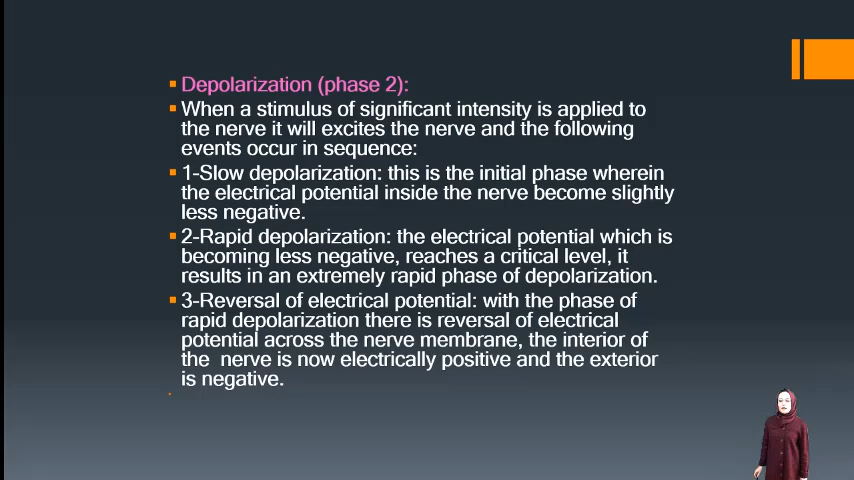 Depolarization (phase 2):
When a stimulus of significant intensity is applied to
the nerve it will excites the nerve and the following
events occur in sequence:
1-Slow depolarization: this is the initial phase wherein
the electrical potential inside the nerve become slightly
less negative.
2-Rapid depolarization: the electrical potential which is
becoming less negative, reaches a critical level, it
results in an extremely rapid phase of depolarization.
3-Reversal of electrical potential: with the phase of
rapid depolarization there is reversal of electrical
potential across the nerve membrane, the interior of
the nerve is now electrically positive and the exterior
is negative.